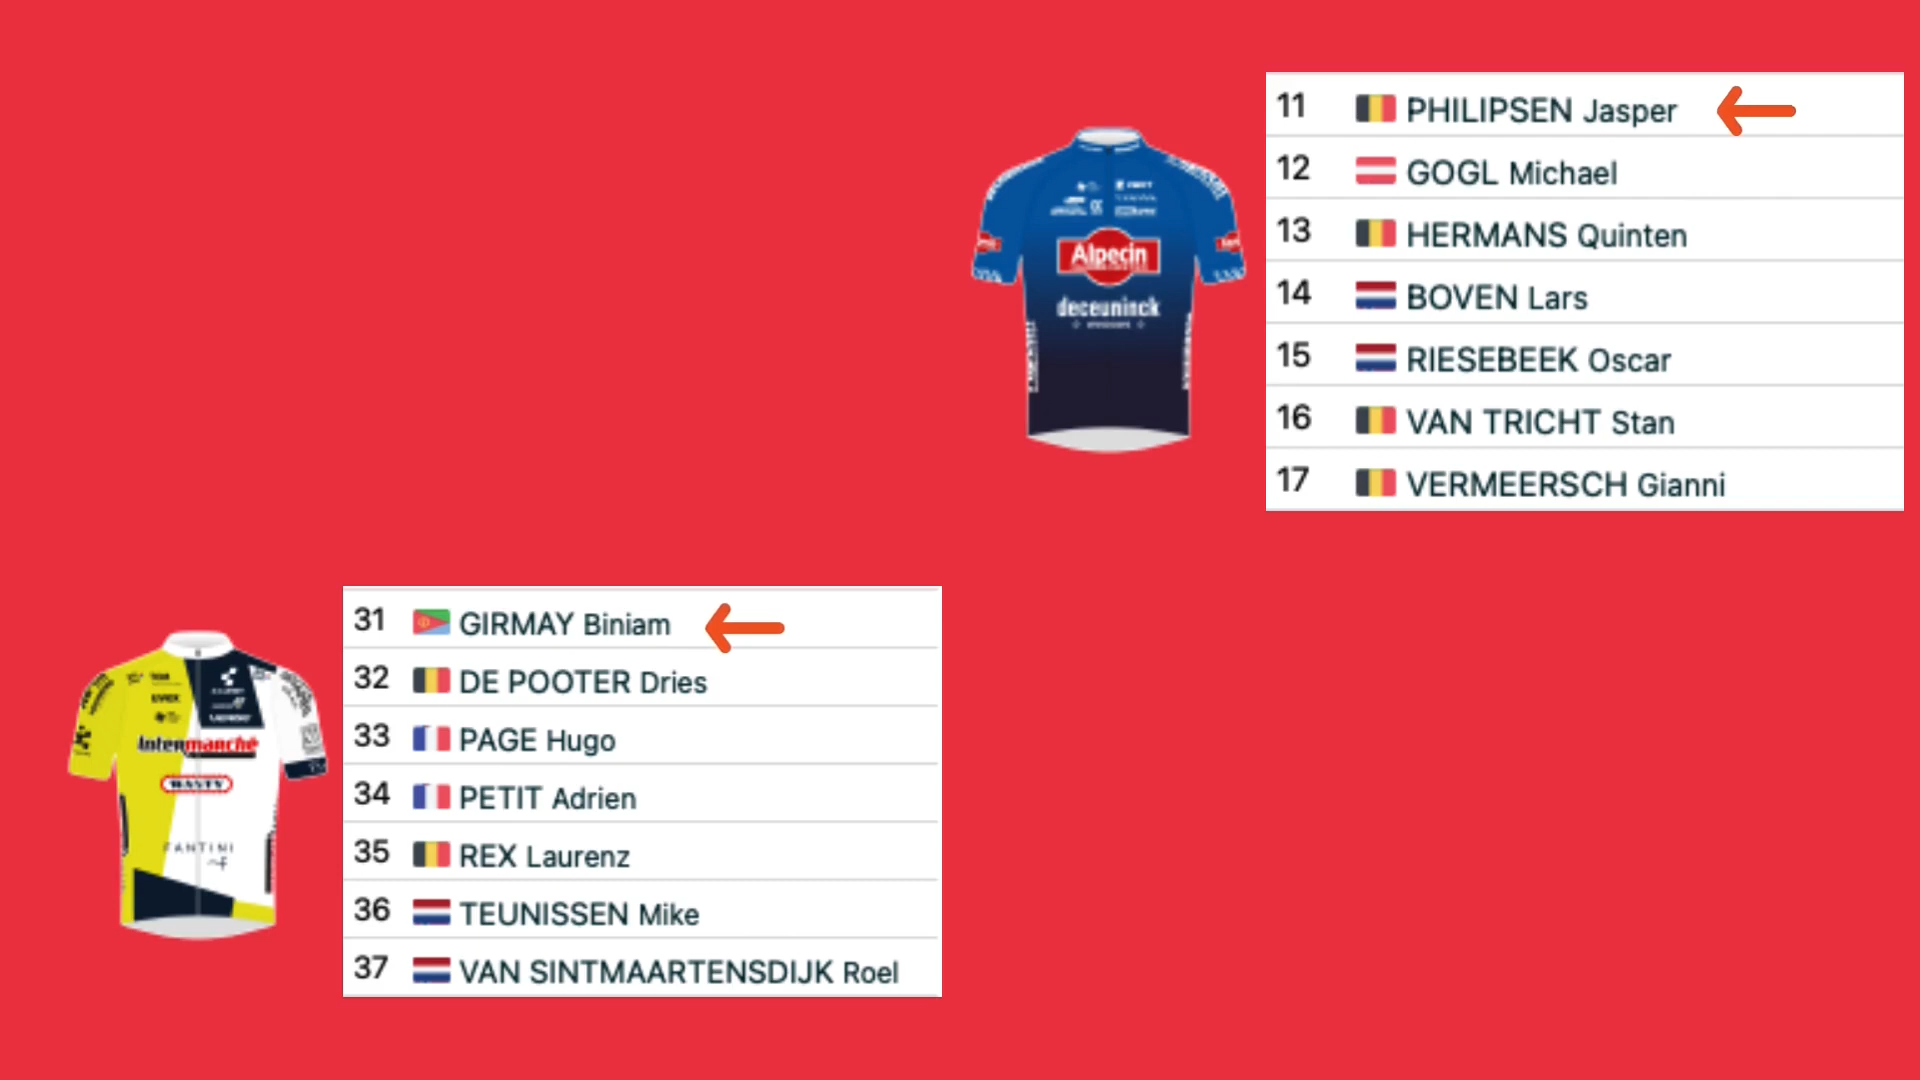 11 PHILIPSEN Jasper
12 GOGL Michael
13 HERMANS Quinten
14 BOVEN Lars
15 RIESEBEEK Oscar
16 VAN TRICHT Stan
17 VERMEERSCH Gianni
Alpecin
deceuninck
31 GIRMAY Biniam
32 DE POOTER Dries
33 PAGE Hugo
34 PETIT Adrien
35 REX Laurenz
36 TEUNISSEN Mike
37 VAN SINTMAARTENSDIJK Roel
Intermarché
WANTY
FANTINI